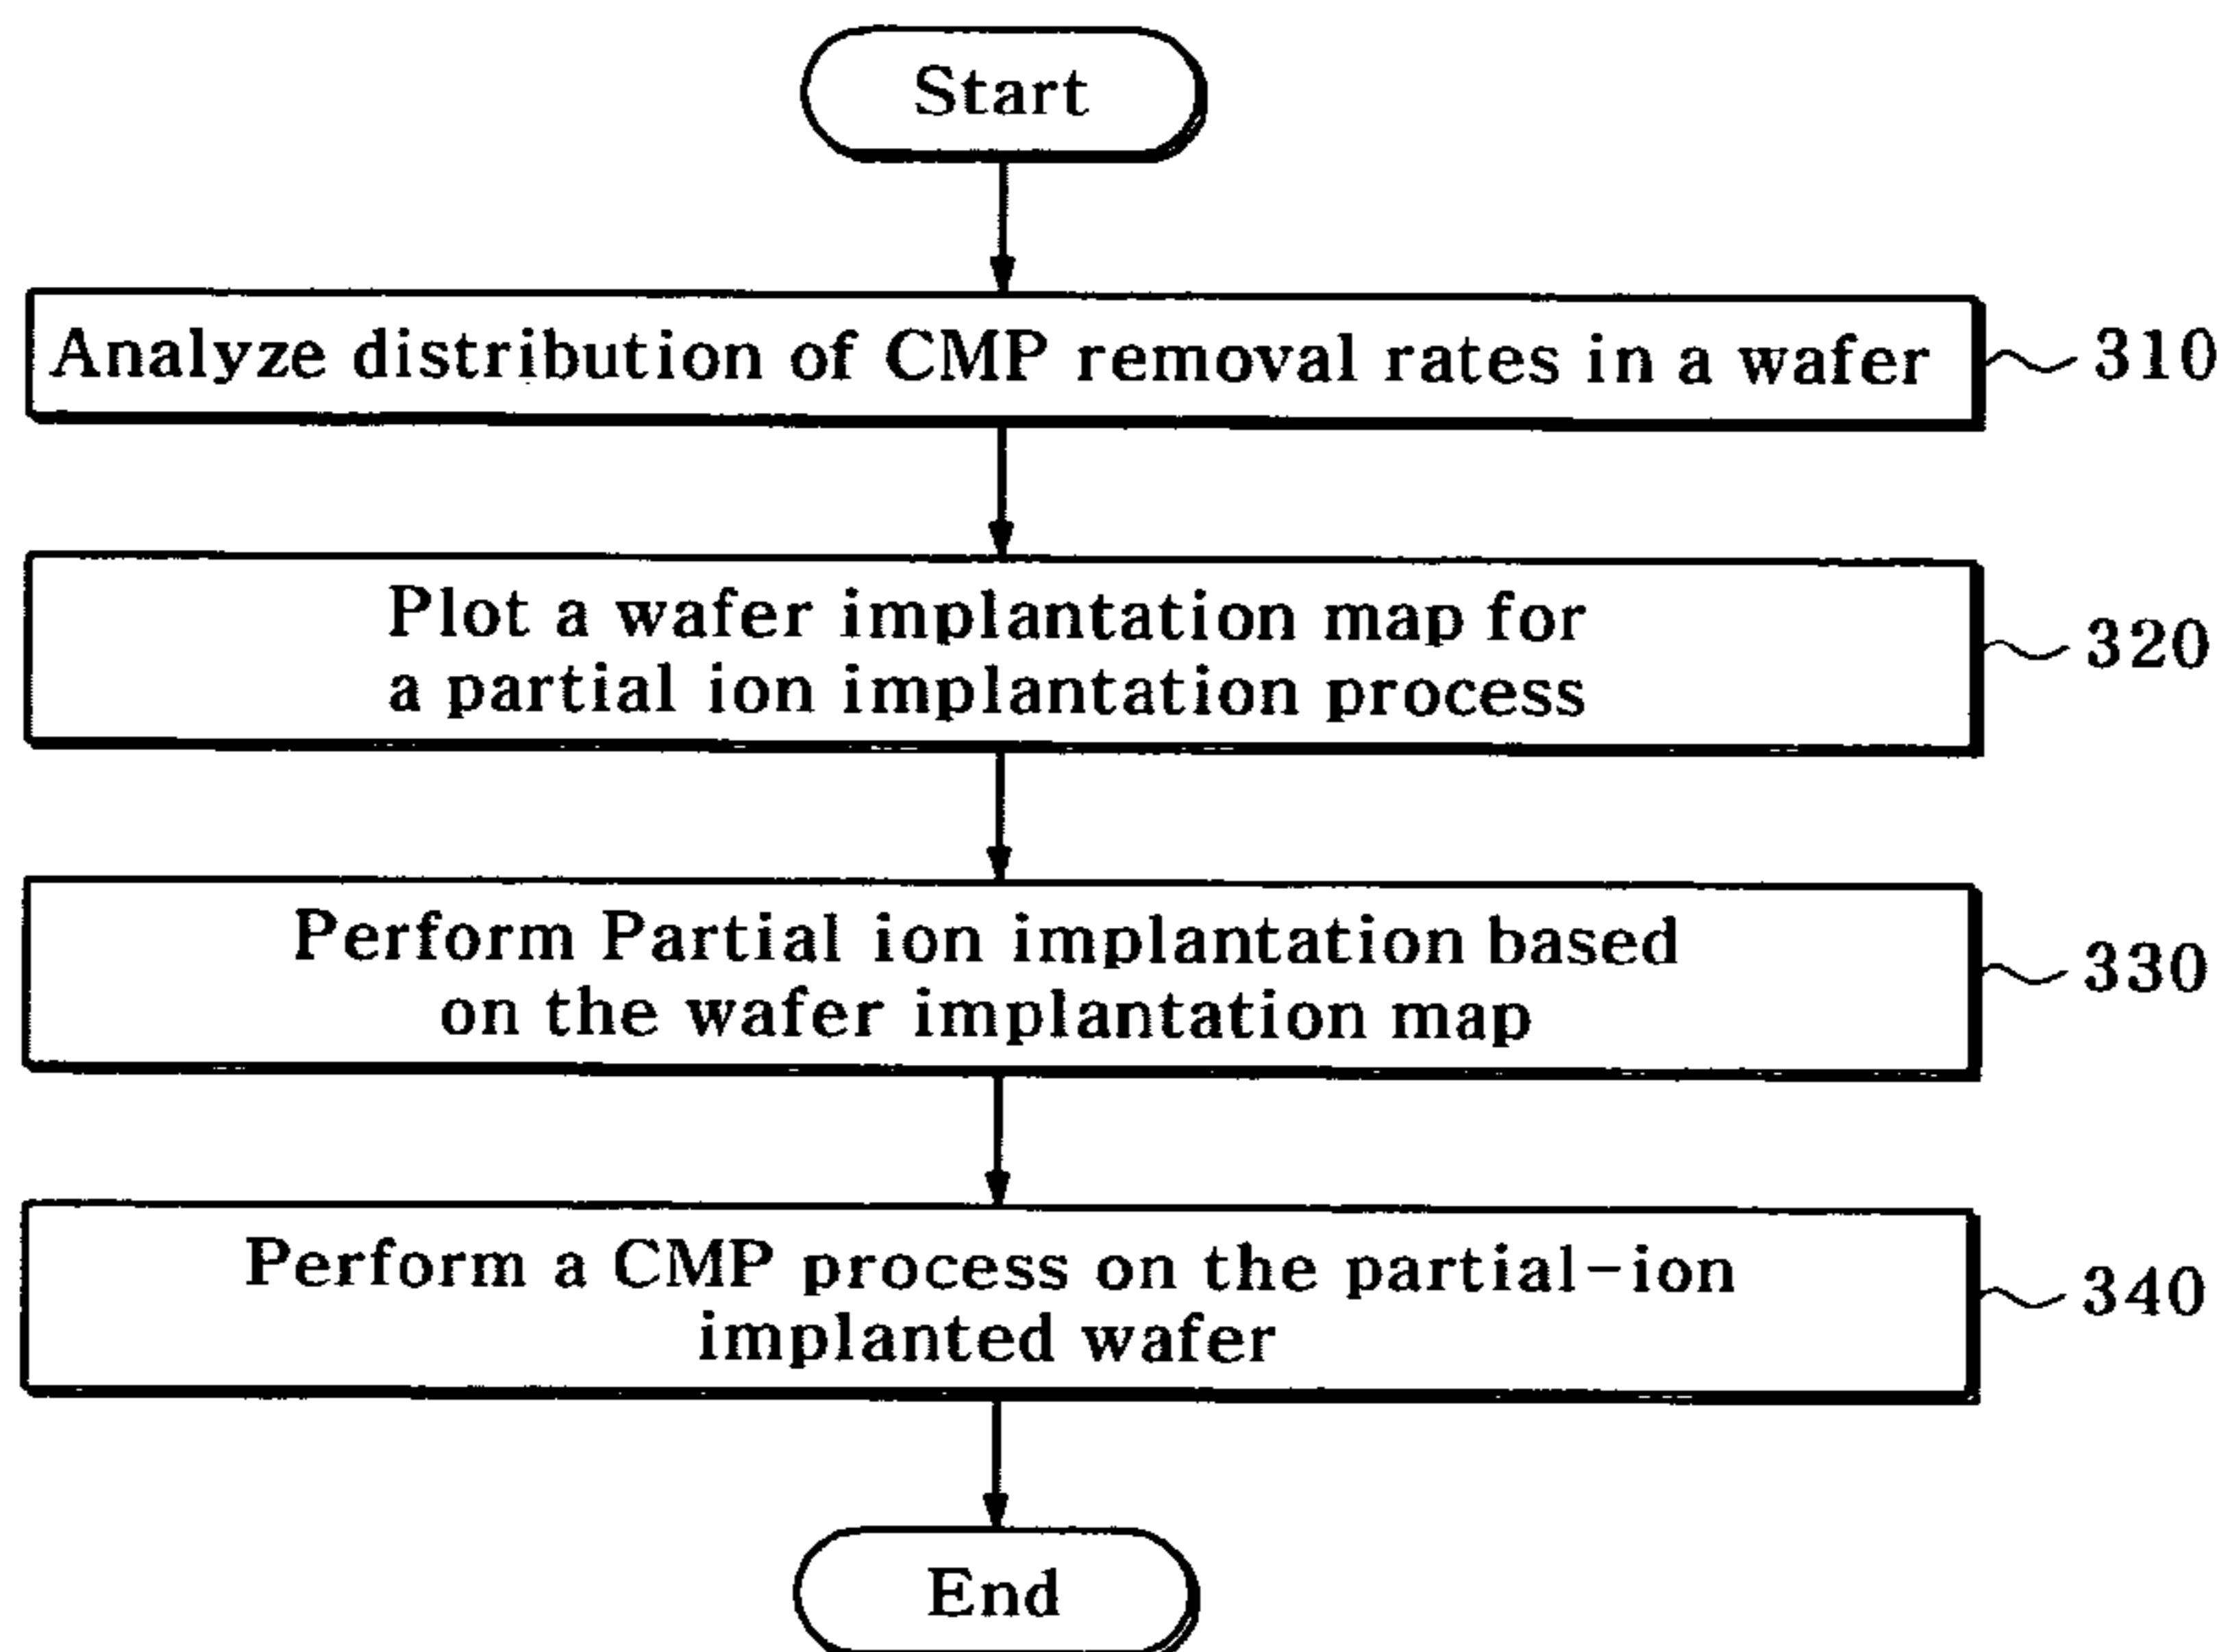 Start
Analyze distribution of CMP removal rates in a wafer
310
Plot a wafer implantation map for
a partial ion implantation process
320
Perform Partial ion implantation based
on the wafer implantation map
330
Perform a CMP process on the partial-ion
implanted wafer
340
End